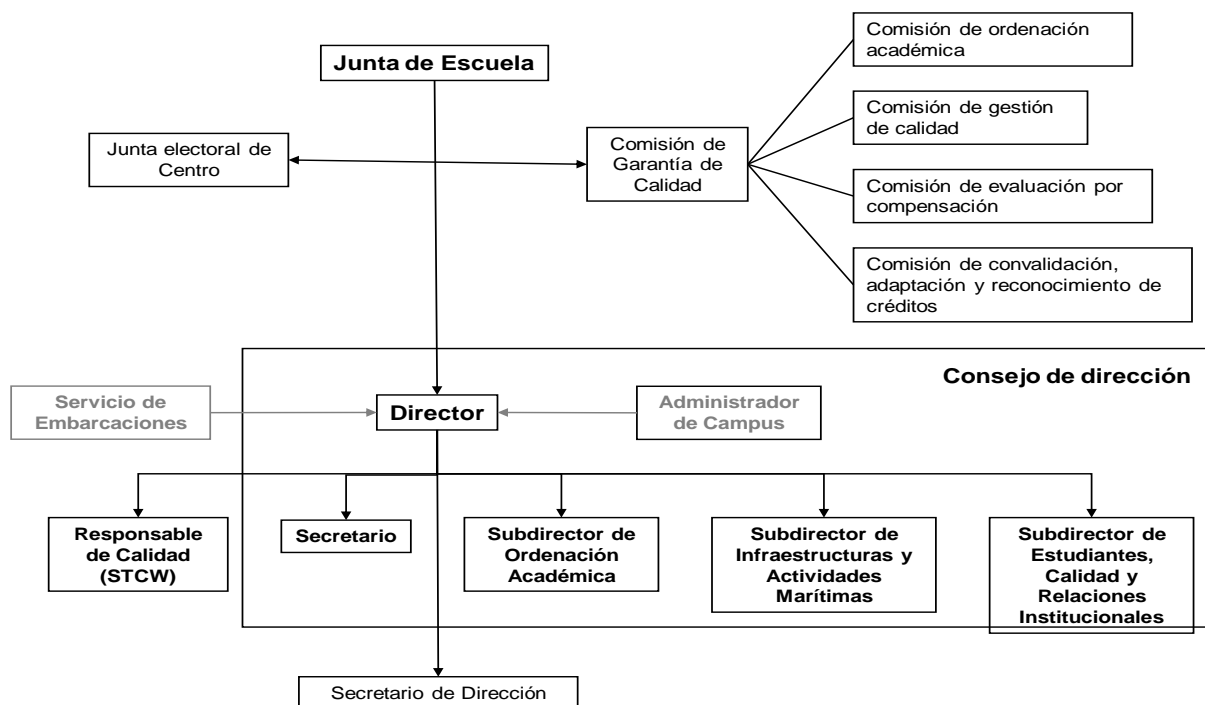 Junta de Escuela
Comisión de ordenación
académica
Comisión de gestión
de calidad
Junta electoral de
Centro
Comisión de
Garantía de
Calidad
Comisión de evaluación por
compensación
Comisión de convalidación,
adaptación y reconocimiento de
créditos
Consejo de dirección
Servicio de
Embarcaciones
Director
Administrador
de Campus
Responsable
de Calidad
(STCW)
Secretario
Subdirector de
Ordenación
Académica
Subdirector de
Infraestructuras y
Actividades
Marítimas
Subdirector de
Estudiantes,
Calidad y
Relaciones
Institucionales
Secretario de Dirección